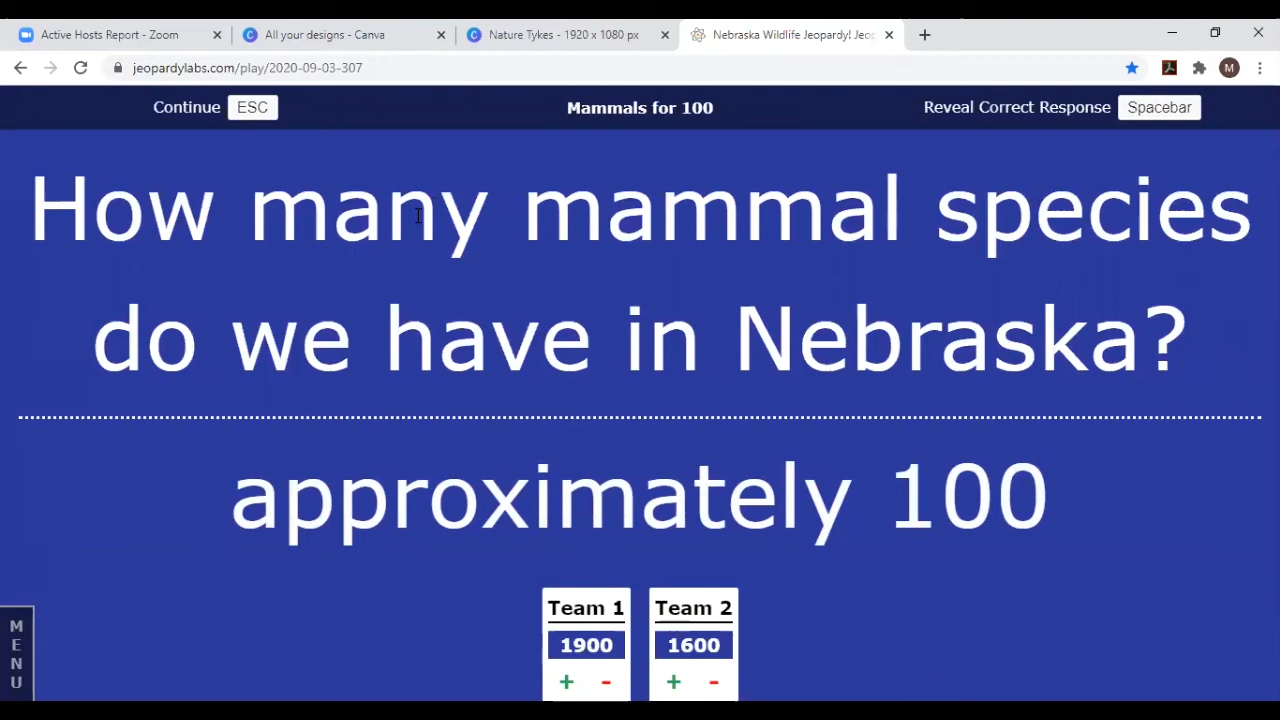 Active Hosts Report - Zoom
All your designs - Canva
Nature Tykes - 1920 x 1080 px
Nebraska Wildlife Jeopardy! Jeop
jeopardylabs.com/play/2020-09-03-307
M
Continue ESC
Mammals for 100
Reveal Correct Response Spacebar
How many mammal species
do we have in Nebraska?
approximately 100
MENU
Team 1
1900
+ -
Team 2
1600
+ -